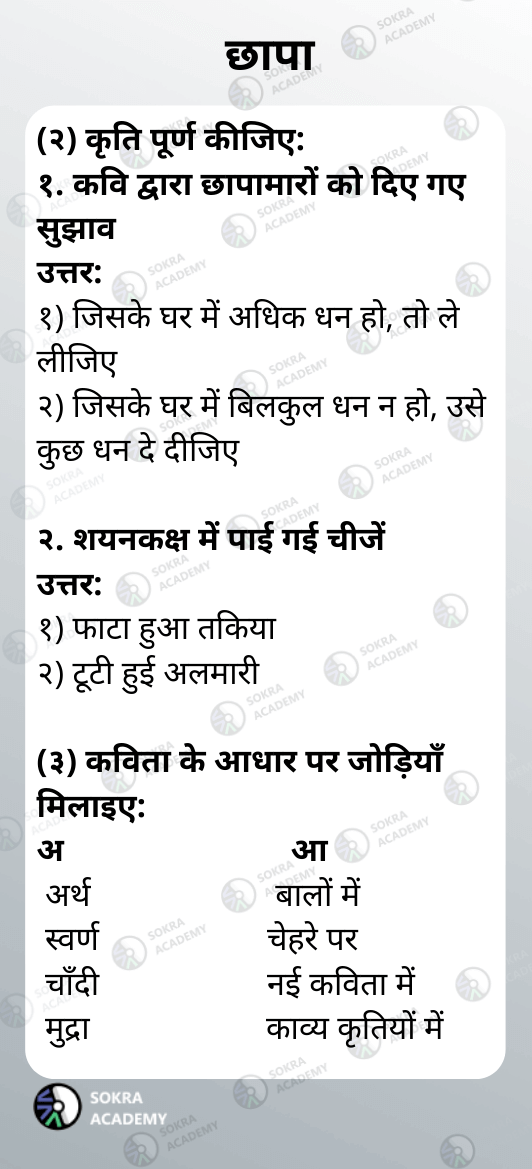 छापा
(२) कृति पूर्ण कीजिए:
१. कवि द्वारा छापामारों को दिए गए
सुझाव
उत्तर:
१) जिसके घर में अधिक धन हो, तो ले
लीजिए
२) जिसके घर में बिलकुल धन न हो, उसे
कुछ धन दे दीजिए
२. शयनकक्ष में पाई गई चीजें
उत्तर:
१) फाटा हुआ तकिया
२) टूटी हुई अलमारी
(३) कविता के आधार पर जोड़ियाँ
मिलाइए:
अ आ
अर्थ बालों में
स्वर्ण चेहरे पर
चाँदी नई कविता में
मुद्रा काव्य कृतियों में
SOKRA
ACADEMY